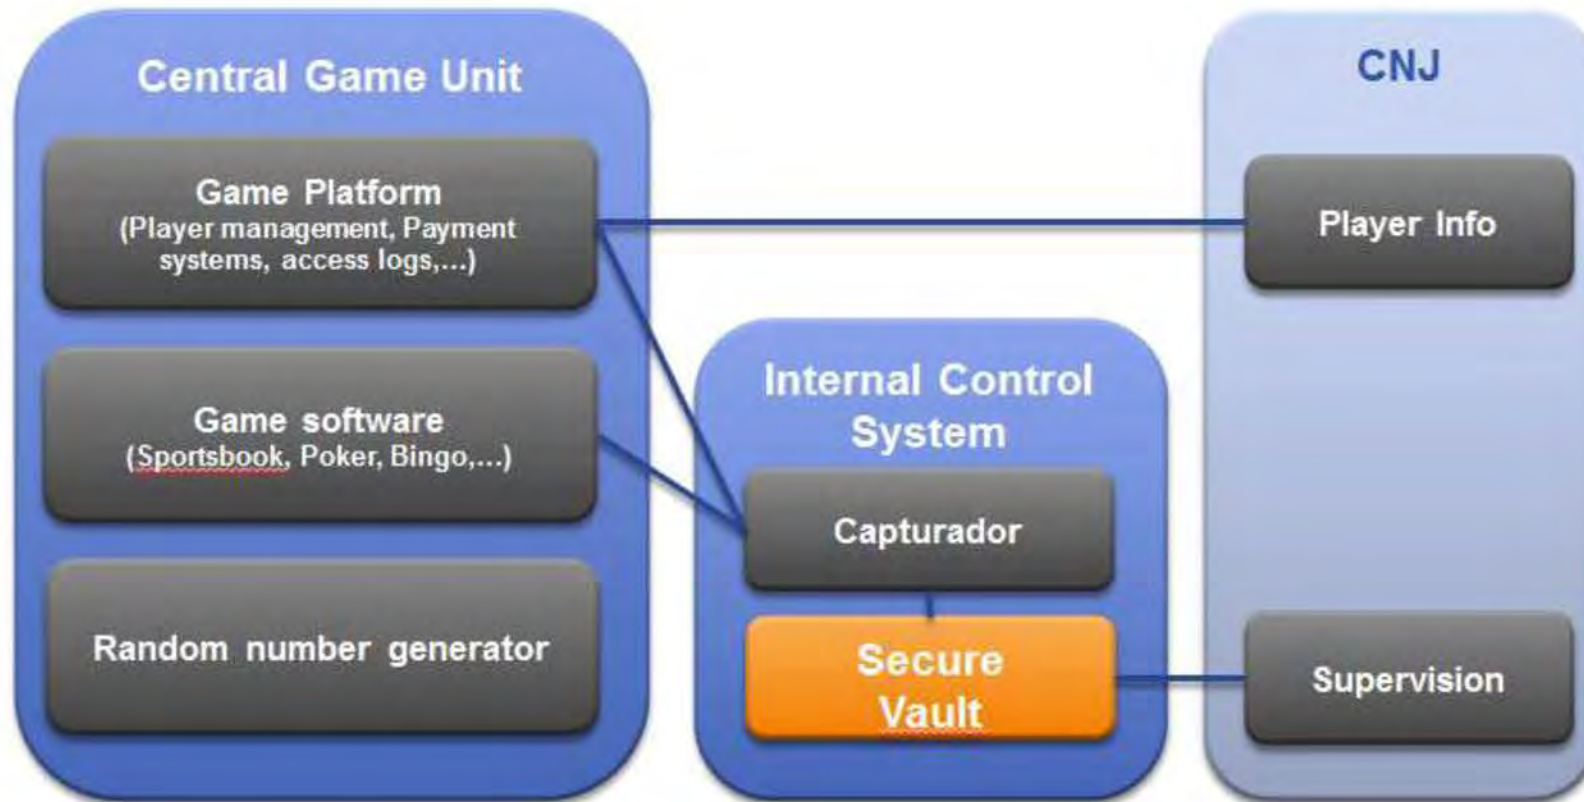 Central Game Unit
Game Platform
(Player management, Payment
systems, access logs,...)
Game software
(Sportsbook, Poker, Bingo,...)
Random number generator
Internal Control
System
Capturador
Secure
Vault
CNJ
Player Info
Supervision